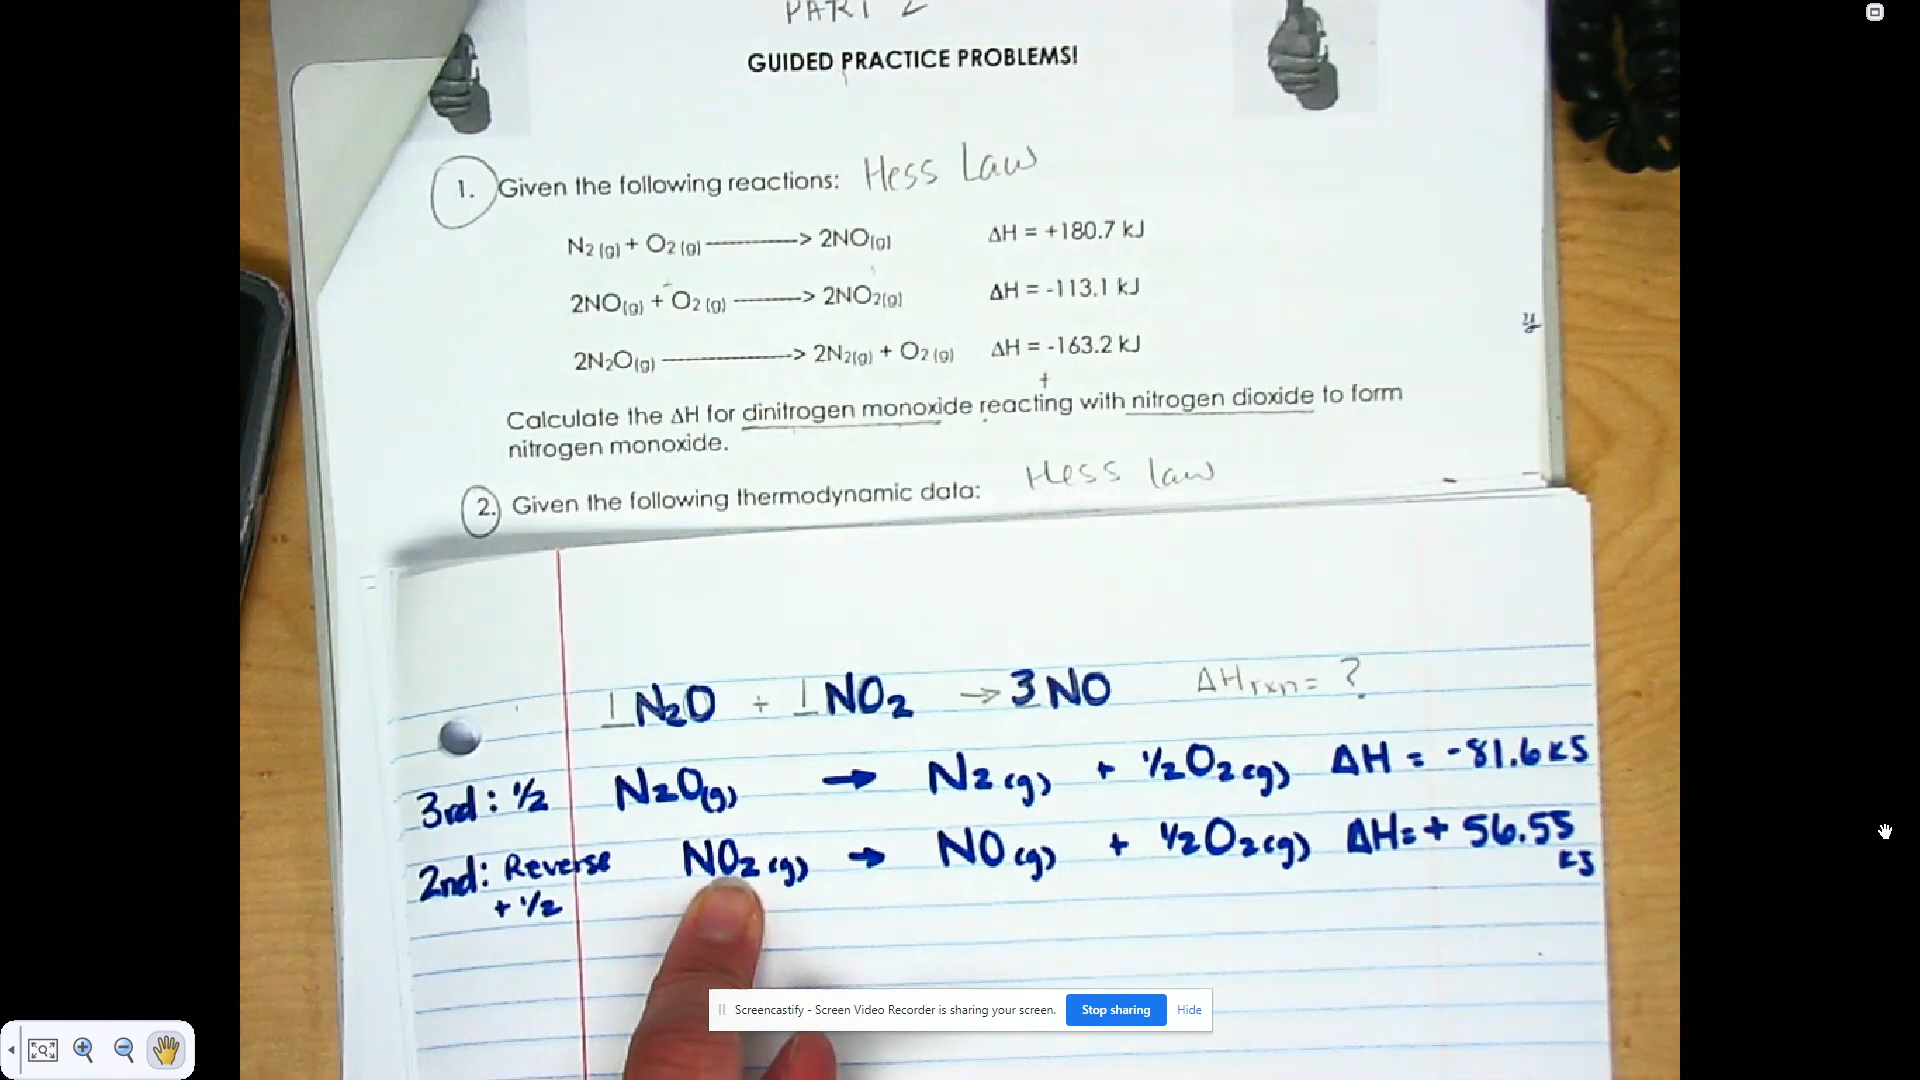 PART 2
GUIDED PRACTICE PROBLEMS!
1. Given the following reactions: Hess Law
N2 (g) + O2 (g) ----------> 2NO(g) ΔH = +180.7 kJ
2NO(g) + O2 (g) --------> 2NO2(g) ΔH = -113.1 kJ
2N2O(g) ---------------> 2N2(g) + O2 (g) ΔH = -163.2 kJ
+
Calculate the ΔH for dinitrogen monoxide reacting with nitrogen dioxide to form
nitrogen monoxide.
2. Given the following thermodynamic data: Hess law
1 N2O + 1 NO2 → 3 NO ΔHrxn = ?
3rd: 1/2 N2O(g) → N2(g) + 1/2 O2(g) ΔH = -81.6 kJ
2nd: Reverse NO2(g) → NO(g) + 1/2 O2(g) ΔH = + 56.55
+ 1/2 kJ
Screencastify - Screen Video Recorder is sharing your screen. Stop sharing Hide